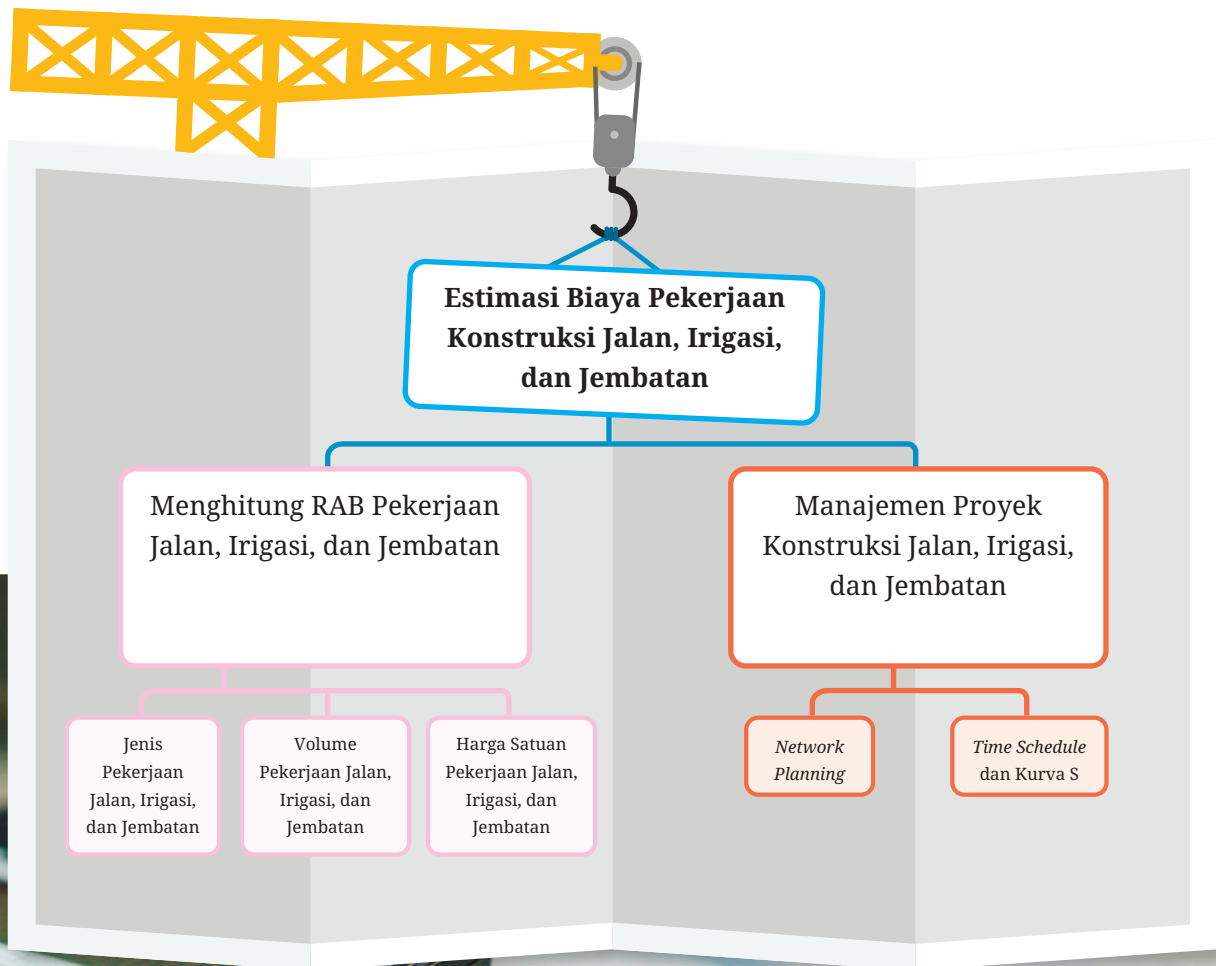 Estimasi Biaya Pekerjaan
Konstruksi Jalan, Irigasi,
dan Jembatan
Menghitung RAB Pekerjaan
Jalan, Irigasi, dan Jembatan
Manajemen Proyek
Konstruksi Jalan, Irigasi,
dan Jembatan
Jenis
Pekerjaan
Jalan, Irigasi,
dan Jembatan
Volume
Pekerjaan Jalan,
Irigasi, dan
Jembatan
Harga Satuan
Pekerjaan Jalan,
Irigasi, dan
Jembatan
Network
Planning
Time Schedule
dan Kurva S